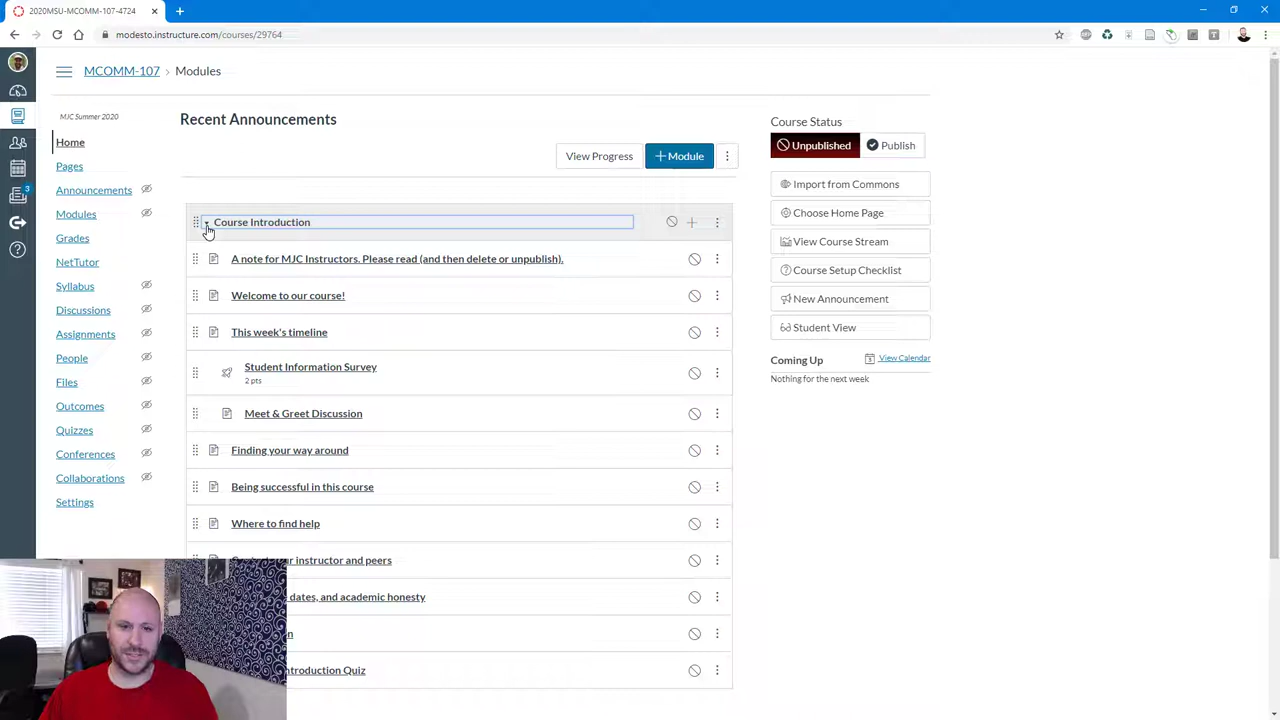 2020MSU-MCOMM-107-4724
modesto.instructure.com/courses/29764
MCOMM-107 › Modules
MJC Summer 2020
Home
Pages
Announcements
Modules
Grades
NetTutor
Syllabus
Discussions
Assignments
People
Files
Outcomes
Quizzes
Conferences
Collaborations
Settings
3
Recent Announcements
View Progress
+ Module
Course Introduction
A note for MJC Instructors. Please read (and then delete or unpublish).
Welcome to our course!
This week's timeline
Student Information Survey
2 pts
Meet & Greet Discussion
Finding your way around
Being successful in this course
Where to find help
instructor and peers
dates, and academic honesty
Introduction Quiz
Course Status
Unpublished
Publish
Import from Commons
Choose Home Page
View Course Stream
Course Setup Checklist
New Announcement
Student View
Coming Up
View Calendar
Nothing for the next week